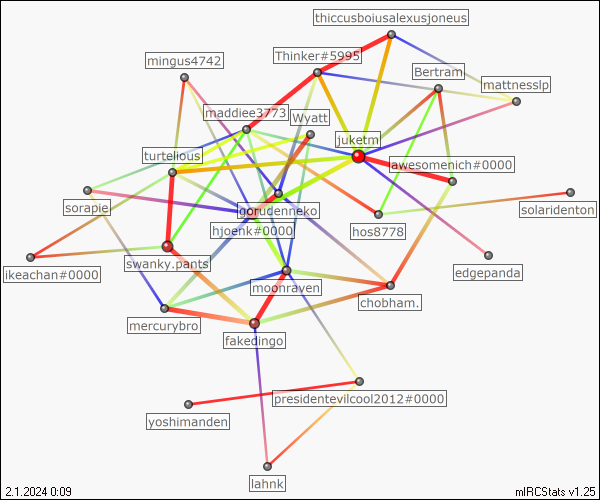 thiccusboiusalexusjoneus
Thinker#5995
mingus4742
Bertram
mattnesslp
maddiee3773
Wyatt
juketm
turtelious
lawesomenich#0000
sorapie
gorudenneko
solaridenton
hjoenk#0000
hos8778
swanky.pants
ikeachan#0000
edgepanda
moonraven
chobham.
mercurybro
fakedingo
presidentevilcool2012#0000
yoshimanden
lahnk
2.1.2024 0:09
mIRCStats v1.25